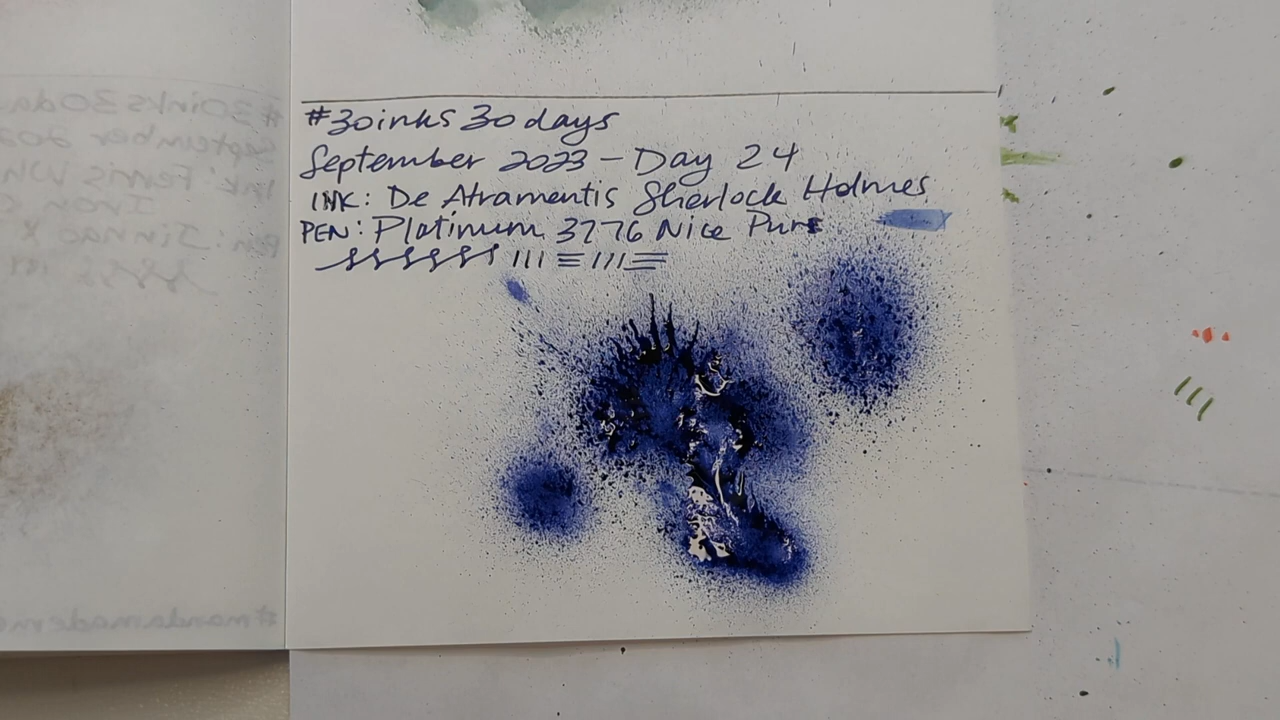 #30inks30days
September 2023 - Day 24
INK: De Atramentis Sherlock Holmes
PEN: Platinum 3776 Nice Pur